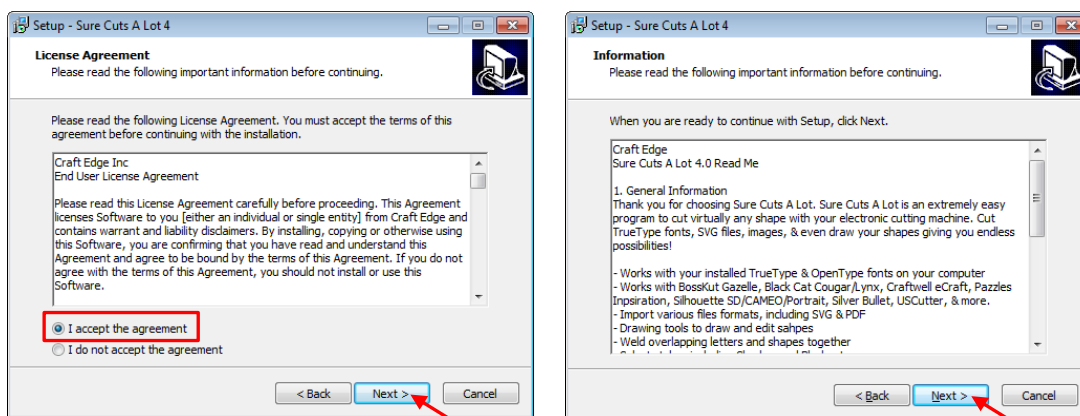 Setup - Sure Cuts A Lot 4
License Agreement
Please read the following important information before continuing.
Please read the following License Agreement. You must accept the terms of this
agreement before continuing with the installation.
Craft Edge Inc
End User License Agreement
Please read this License Agreement carefully before proceeding. This Agreement
licenses Software to you [either an individual or single entity] from Craft Edge and
contains warrant and liability disclaimers. By installing, copying or otherwise using
this Software, you are confirming that you have read and understand this
Agreement and agree to be bound by the terms of this Agreement. If you do not
agree with the terms of this Agreement, you should not install or use this
Software.
I accept the agreement
I do not accept the agreement
< Back Next > Cancel
Setup - Sure Cuts A Lot 4
Information
Please read the following important information before continuing.
When you are ready to continue with Setup, click Next.
Craft Edge
Sure Cuts A Lot 4.0 Read Me
1. General Information
Thank you for choosing Sure Cuts A Lot. Sure Cuts A Lot is an extremely easy
program to cut virtually any shape with your electronic cutting machine. Cut
TrueType fonts, SVG files, images, & even draw your shapes giving you endless
possibilities!
- Works with your installed TrueType & OpenType fonts on your computer
- Works with BossKut Gazelle, Black Cat Cougar/Lynx, Craftwell eCraft, Pazzles
Inpsiration, Silhouette SD/CAMEO/Portrait, Silver Bullet, USCutter, & more.
- Import various files formats, including SVG & PDF
- Drawing tools to draw and edit sahpes
- Weld overlapping letters and shapes together
< Back Next > Cancel